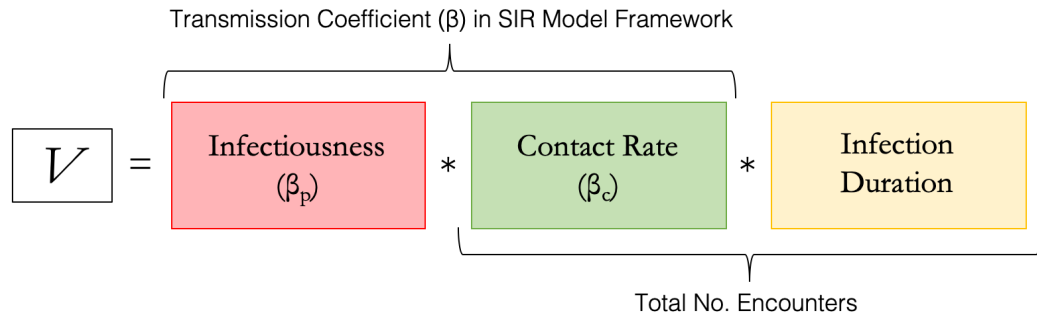 Transmission Coefficient (β) in SIR Model Framework
V = Infectiousness (βp) * Contact Rate (βc) * Infection Duration
Total No. Encounters